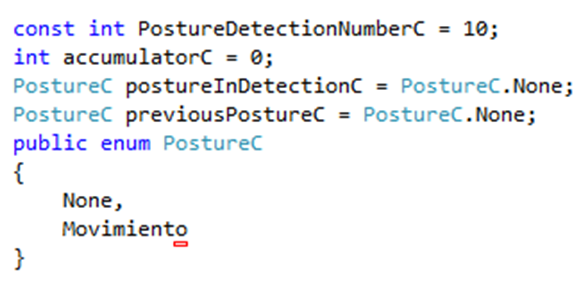 const int PostureDetectionNumberC = 10;
int accumulatorC = 0;
PostureC postureInDetectionC = PostureC.None;
PostureC previousPostureC = PostureC.None;
public enum PostureC
{
    None,
    Movimiento
}